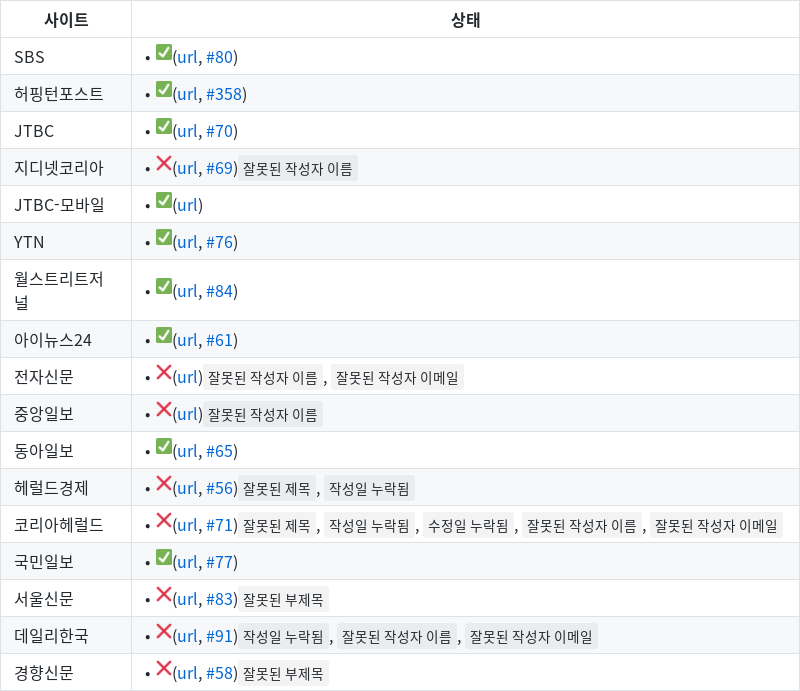 사이트 상태
SBS • ✅(url, #80)
허핑턴포스트 • ✅(url, #358)
JTBC • ✅(url, #70)
지디넷코리아 • ❌(url, #69) 잘못된 작성자 이름
JTBC-모바일 • ✅(url)
YTN • ✅(url, #76)
월스트리트저
널 • ✅(url, #84)
아이뉴스24 • ✅(url, #61)
전자신문 • ❌(url) 잘못된 작성자 이름 , 잘못된 작성자 이메일
중앙일보 • ❌(url) 잘못된 작성자 이름
동아일보 • ✅(url, #65)
헤럴드경제 • ❌(url, #56) 잘못된 제목 , 작성일 누락됨
코리아헤럴드 • ❌(url, #71) 잘못된 제목 , 작성일 누락됨 , 수정일 누락됨 , 잘못된 작성자 이름 , 잘못된 작성자 이메일
국민일보 • ✅(url, #77)
서울신문 • ❌(url, #83) 잘못된 부제목
데일리한국 • ❌(url, #91) 작성일 누락됨 , 잘못된 작성자 이름 , 잘못된 작성자 이메일
경향신문 • ❌(url, #58) 잘못된 부제목